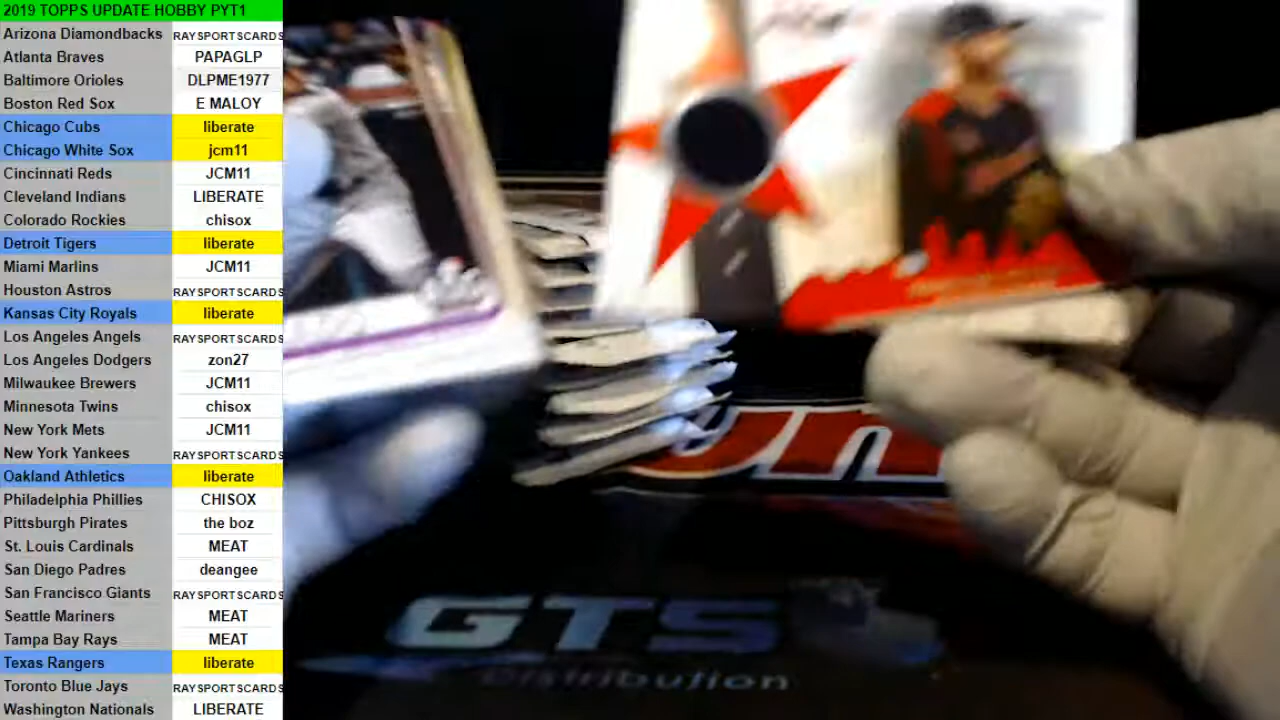 2019 TOPPS UPDATE HOBBY PYT1
Arizona Diamondbacks RAYSPORTSCARDS
Atlanta Braves PAPAGLP
Baltimore Orioles DLPME1977
Boston Red Sox E MALOY
Chicago Cubs liberate
Chicago White Sox jcm11
Cincinnati Reds JCM11
Cleveland Indians LIBERATE
Colorado Rockies chisox
Detroit Tigers liberate
Miami Marlins JCM11
Houston Astros RAYSPORTSCARDS
Kansas City Royals liberate
Los Angeles Angels RAYSPORTSCARDS
Los Angeles Dodgers zon27
Milwaukee Brewers JCM11
Minnesota Twins chisox
New York Mets JCM11
New York Yankees RAYSPORTSCARDS
Oakland Athletics liberate
Philadelphia Phillies CHISOX
Pittsburgh Pirates the boz
St. Louis Cardinals MEAT
San Diego Padres deangee
San Francisco Giants RAYSPORTSCARDS
Seattle Mariners MEAT
Tampa Bay Rays MEAT
Texas Rangers liberate
Toronto Blue Jays RAYSPORTSCARDS
Washington Nationals LIBERATE
GTS
Distribution